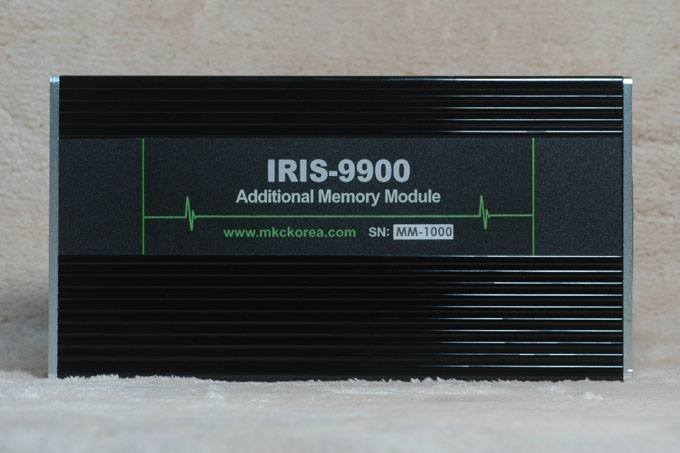 IRIS-9900
Additional Memory Module
www.mkckorea.com SN: MM-1000